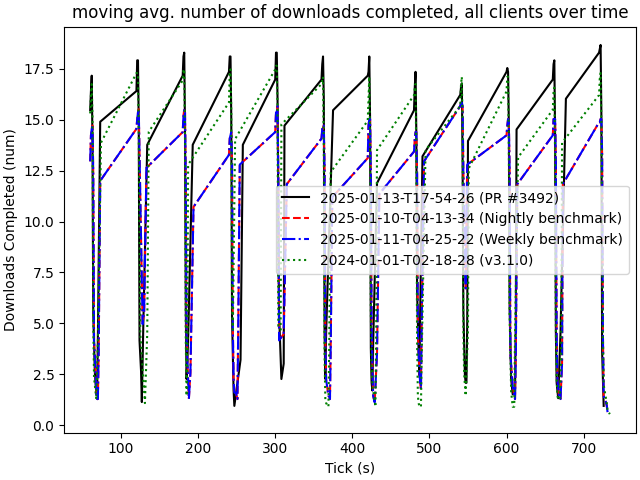 moving avg. number of downloads completed, all clients over time
Downloads Completed (num)
17.5
15.0
12.5
10.0
7.5
5.0
2.5
0.0
2025-01-13-T17-54-26 (PR #3492)
2025-01-10-T04-13-34 (Nightly benchmark)
2025-01-11-T04-25-22 (Weekly benchmark)
2024-01-01-T02-18-28 (v3.1.0)
100
200
300
400
500
600
700
Tick (s)